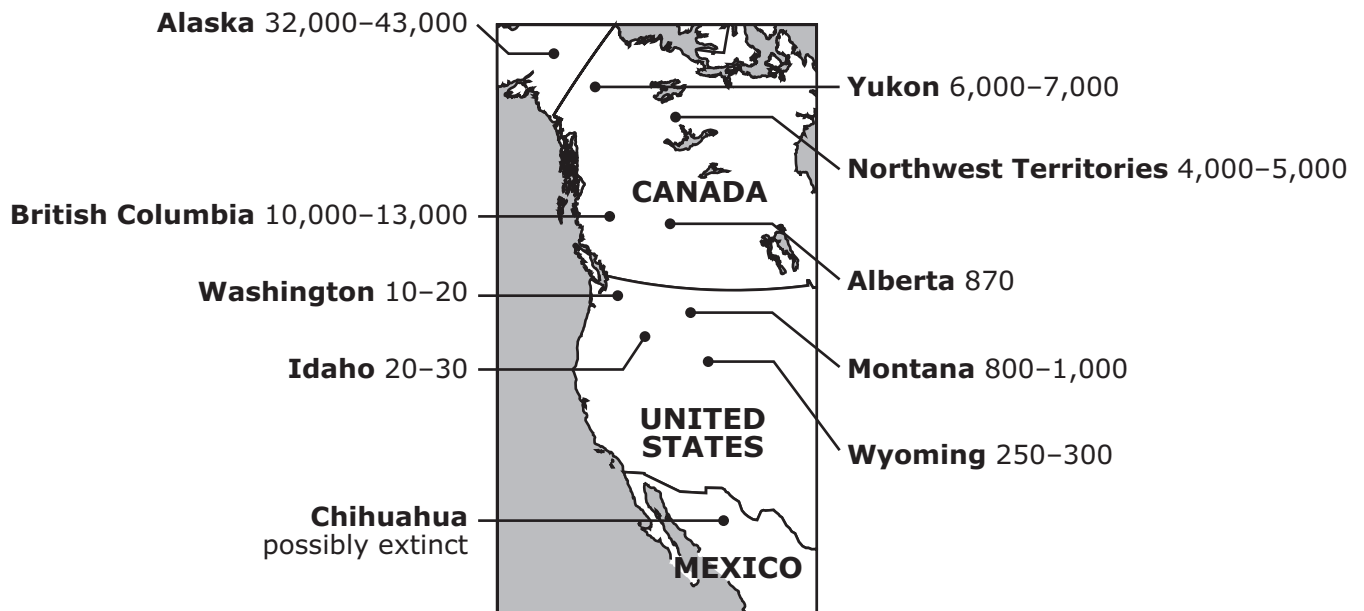 Alaska 32,000–43,000
Yukon 6,000–7,000
Northwest Territories 4,000–5,000
CANADA
British Columbia 10,000–13,000
Alberta 870
Washington 10–20
Idaho 20–30
Montana 800–1,000
UNITED
STATES
Wyoming 250–300
Chihuahua
possibly extinct
MEXICO